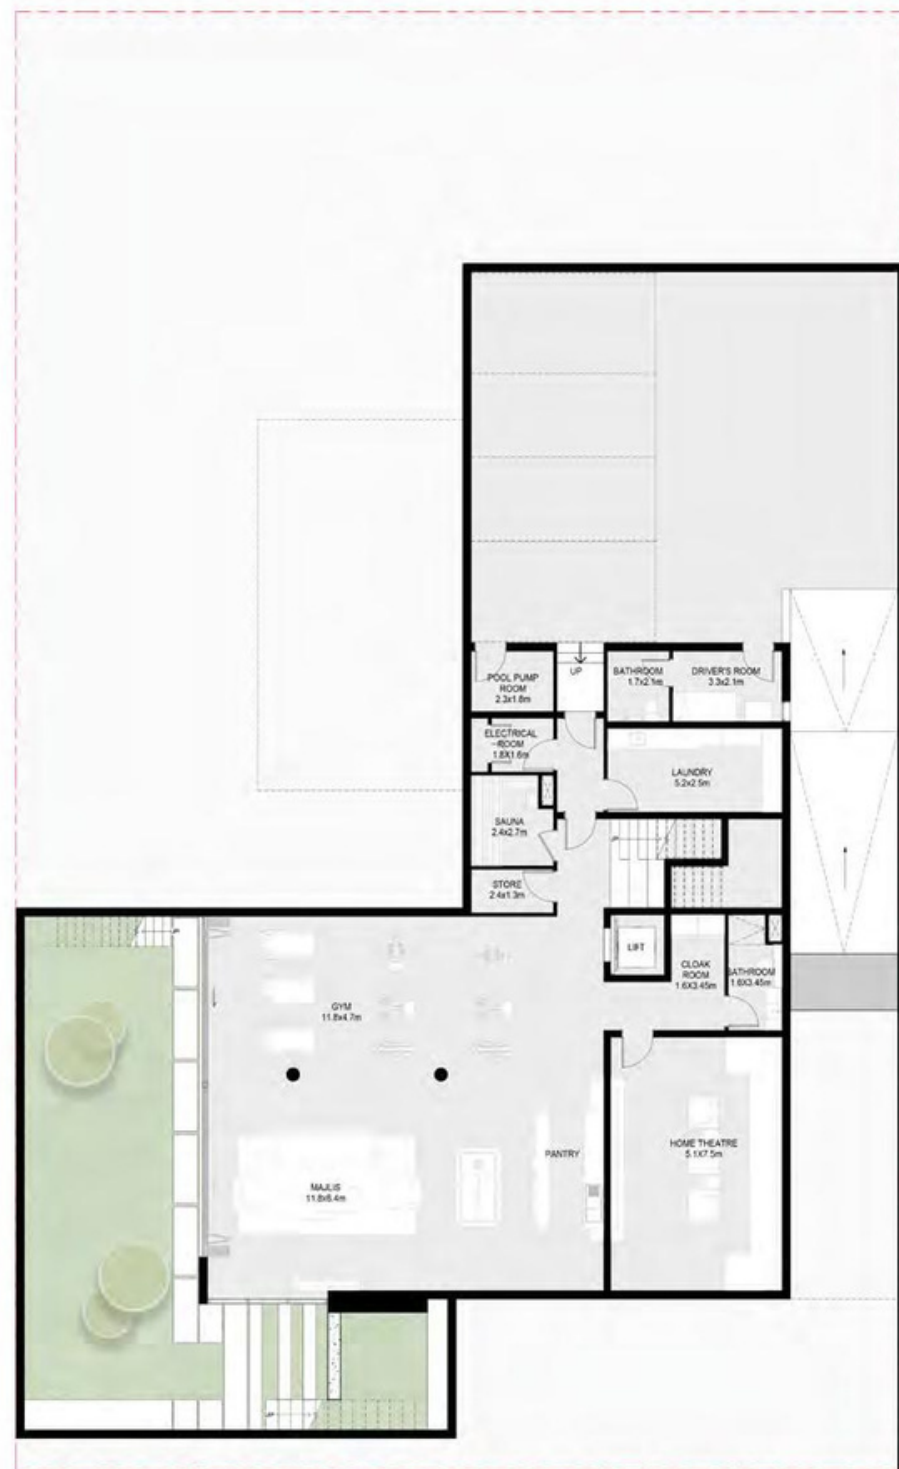 POOL PUMP
ROOM
2.3x1.8m
UP
BATHROOM
1.7x2.1m
DRIVER'S ROOM
3.3x2.1m
ELECTRICAL
ROOM
1.8X1.6m
LAUNDRY
5.2x2.5m
SAUNA
2.4x2.7m
STORE
2.4x1.3m
LIFT
CLOAK
ROOM
1.6X3.45m
BATHROOM
1.6X3.45m
GYM
11.8x4.7m
HOME THEATRE
5.1X7.5m
PANTRY
MAJLIS
11.8x6.4m